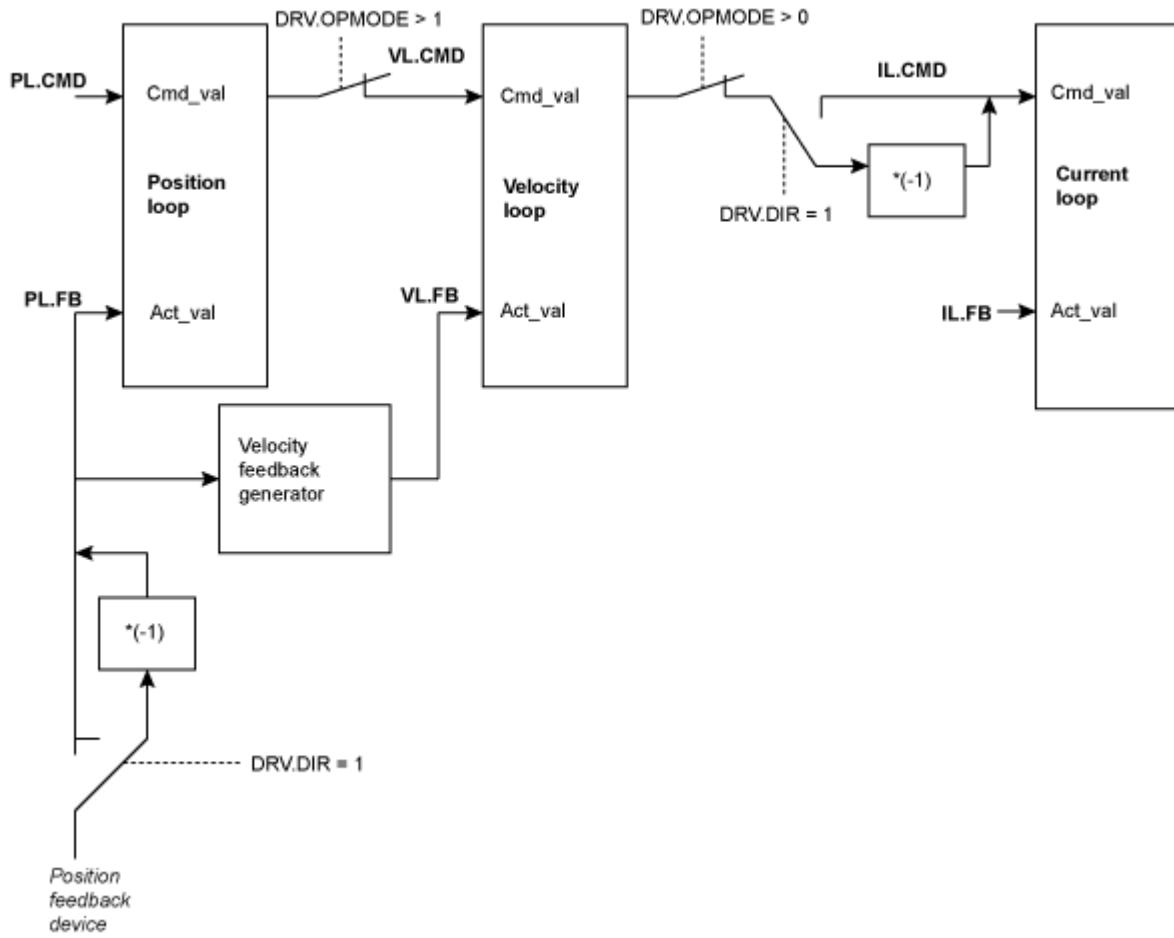 DRV.OPMODE > 1
DRV.OPMODE > 0
PL.CMD
Cmd_val
VL.CMD
Cmd_val
IL.CMD
Cmd_val
Position
loop
Velocity
loop
*(-1)
Current
loop
DRV.DIR = 1
PL.FB
Act_val
VL.FB
Act_val
IL.FB
Act_val
Velocity
feedback
generator
*(-1)
DRV.DIR = 1
Position
feedback
device